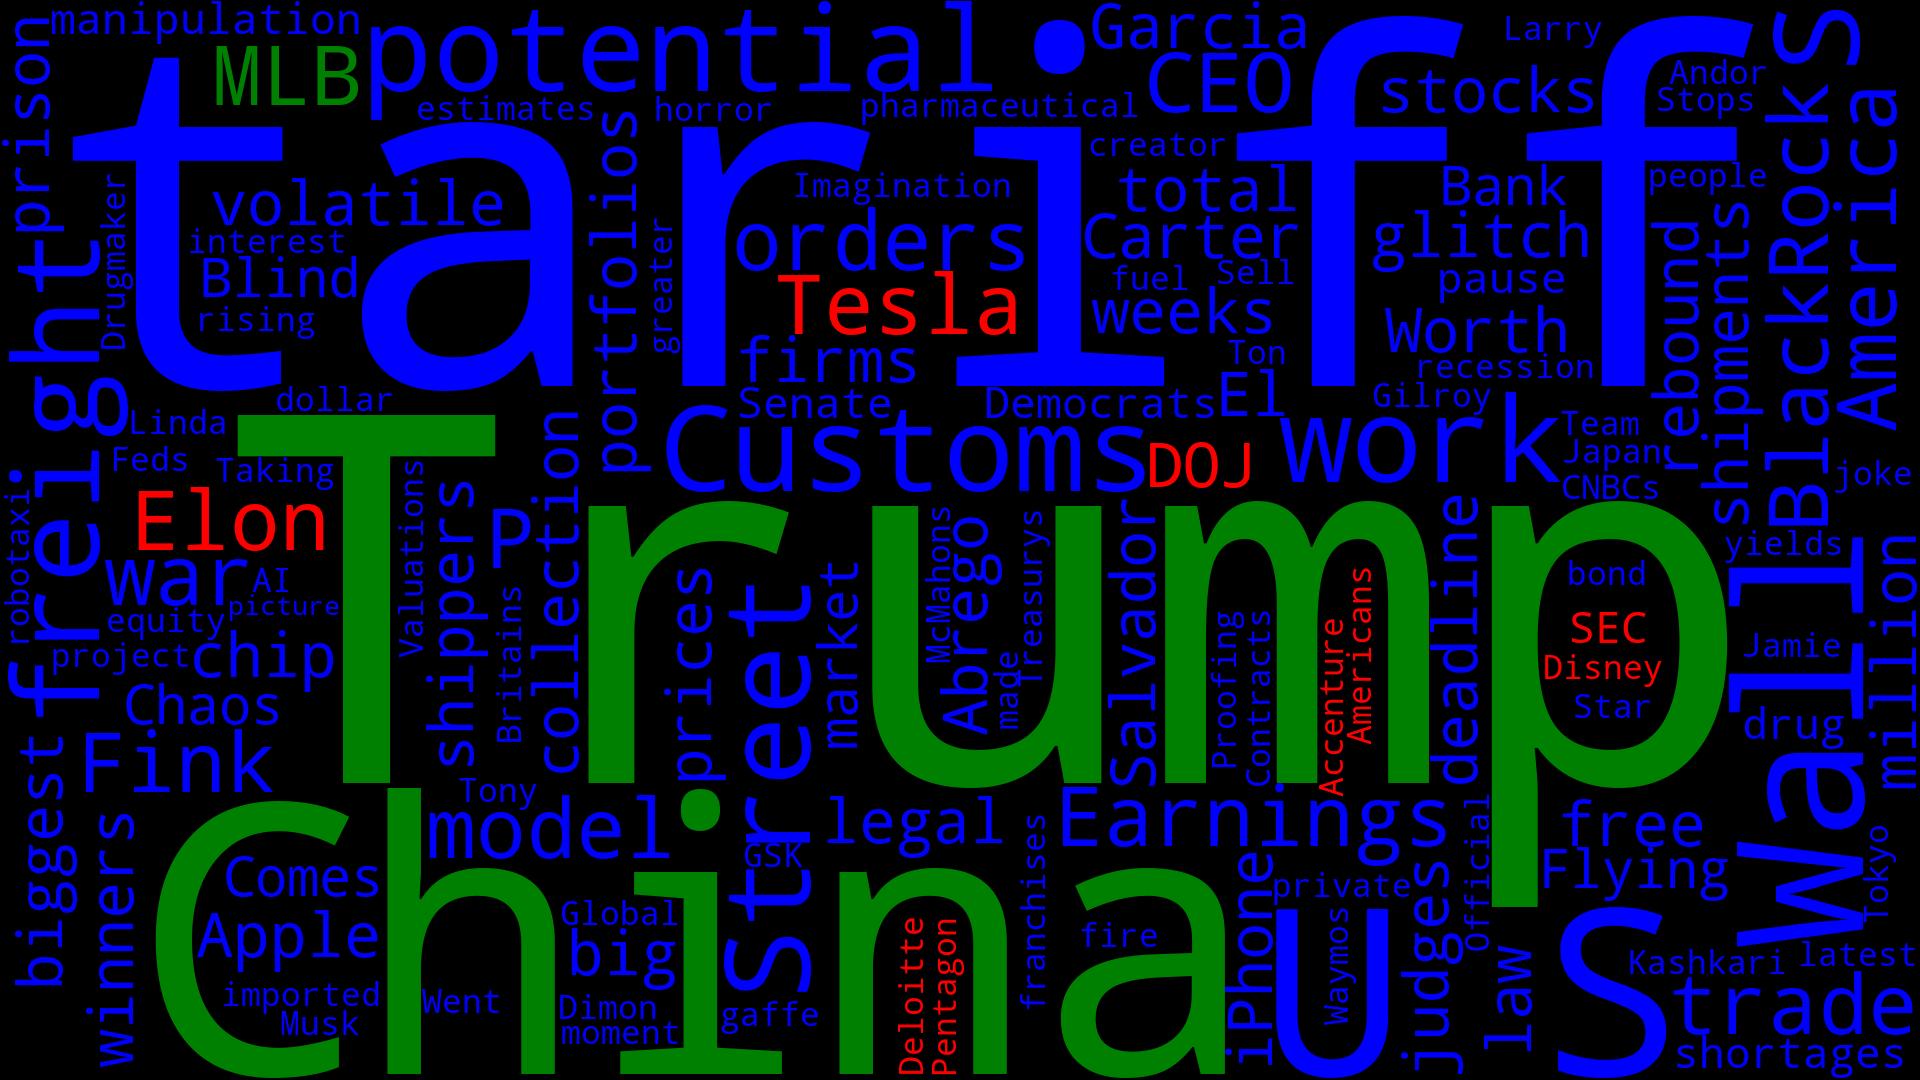 manipulation
potential
Garcia
Larry
MLB
CEO
stocks
Andor
Stops
S
prison
estimates
horror
pharmaceutical
tariff
creator
BlackRock
America
volatile
portfolios
Imagination
total
Bank
people
Drugmaker
interest
orders
Carter
glitch
Blind
greater
Tesla
fuel
Sell
pause
rebound
shipments
rising
weeks
Worth
firms
Ton
recession
freight
dollar
Senate
Democrats
El
Gilroy
Linda
Customs
work
Team
Feds
Taking
DOJ
Japan
CNBCs
joke
robotaxi
Elon
Valuations
shippers
P
collection
Trump
McMahons
Abrego
Treasurys
Salvador
deadline
yields
war
AI
bond
equity
picture
Britains
prices
street
market
made
Proofing
Contracts
Accenture
Americans
SEC
Wall
million
project
chip
Disney
Jamie
Chaos
Star
drug
biggest
Fink
Tony
model
legal
Earnings
Official
free
winners
China
GSK
franchises
Flying
Tokyo
Comes
private
Apple
Global
big
Deloitte
Pentagon
fire
iPhone
U
Waymos
judges
law
S
Kashkari
latest
imported
Went
Dimon
gaffe
trade
Musk
moment
shortages